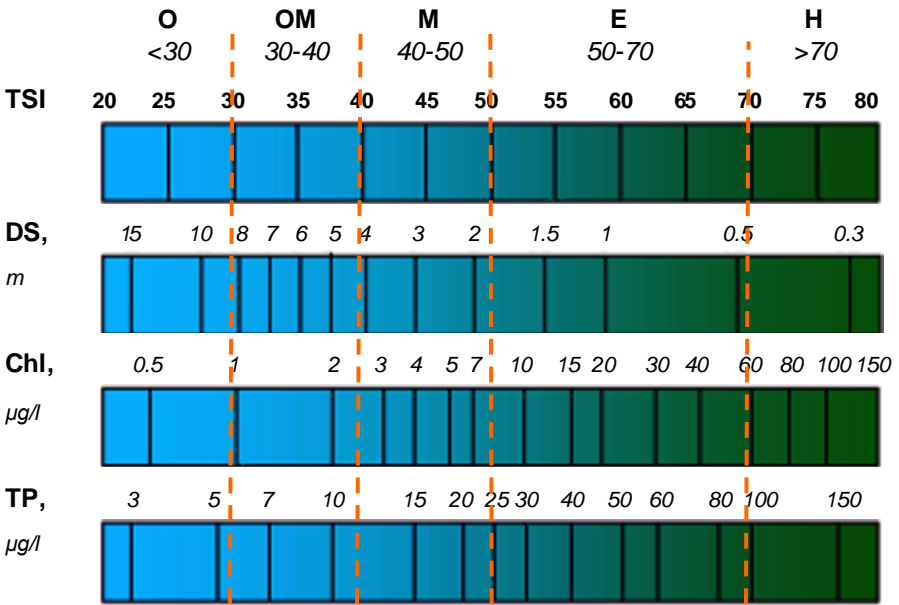 O OM M E H
<30 30-40 40-50 50-70 >70
TSI 20 25 30 35 40 45 50 55 60 65 70 75 80
DS, 15 10 8 7 6 5 4 3 2 1.5 1 0.5 0.3
m
Chl, 0.5 1 2 3 4 5 7 10 15 20 30 40 60 80 100 150
µg/l
TP, 3 5 7 10 15 20 25 30 40 50 60 80 100 150
µg/l